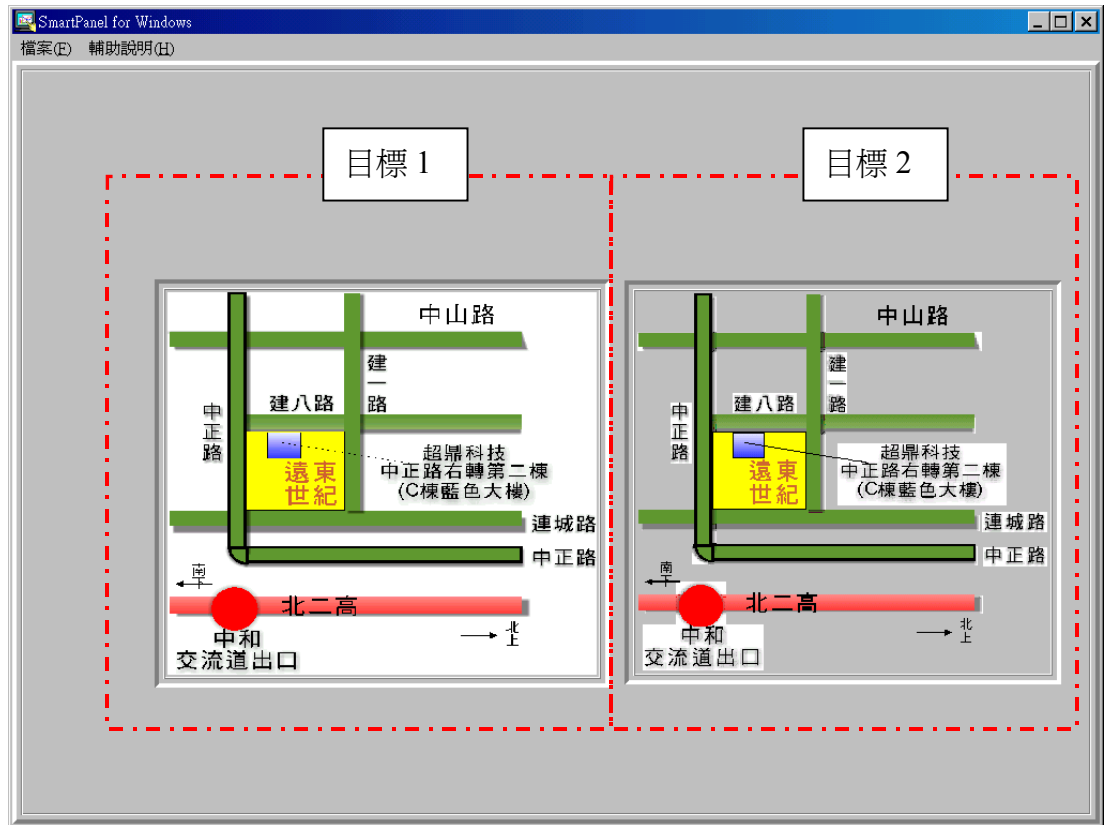 SmartPanel for Windows
檔案(F) 輔助說明(H)
目標 1
目標 2
中山路
建一路
建八路
中正路
超鼎科技
中正路右轉第二棟
(C棟藍色大樓)
遠東
世紀
連城路
中正路
南下
北二高
中和
交流道出口
北上
中山路
建一路
建八路
中正路
超鼎科技
中正路右轉第二棟
(C棟藍色大樓)
遠東
世紀
連城路
中正路
南下
北二高
中和
交流道出口
北上